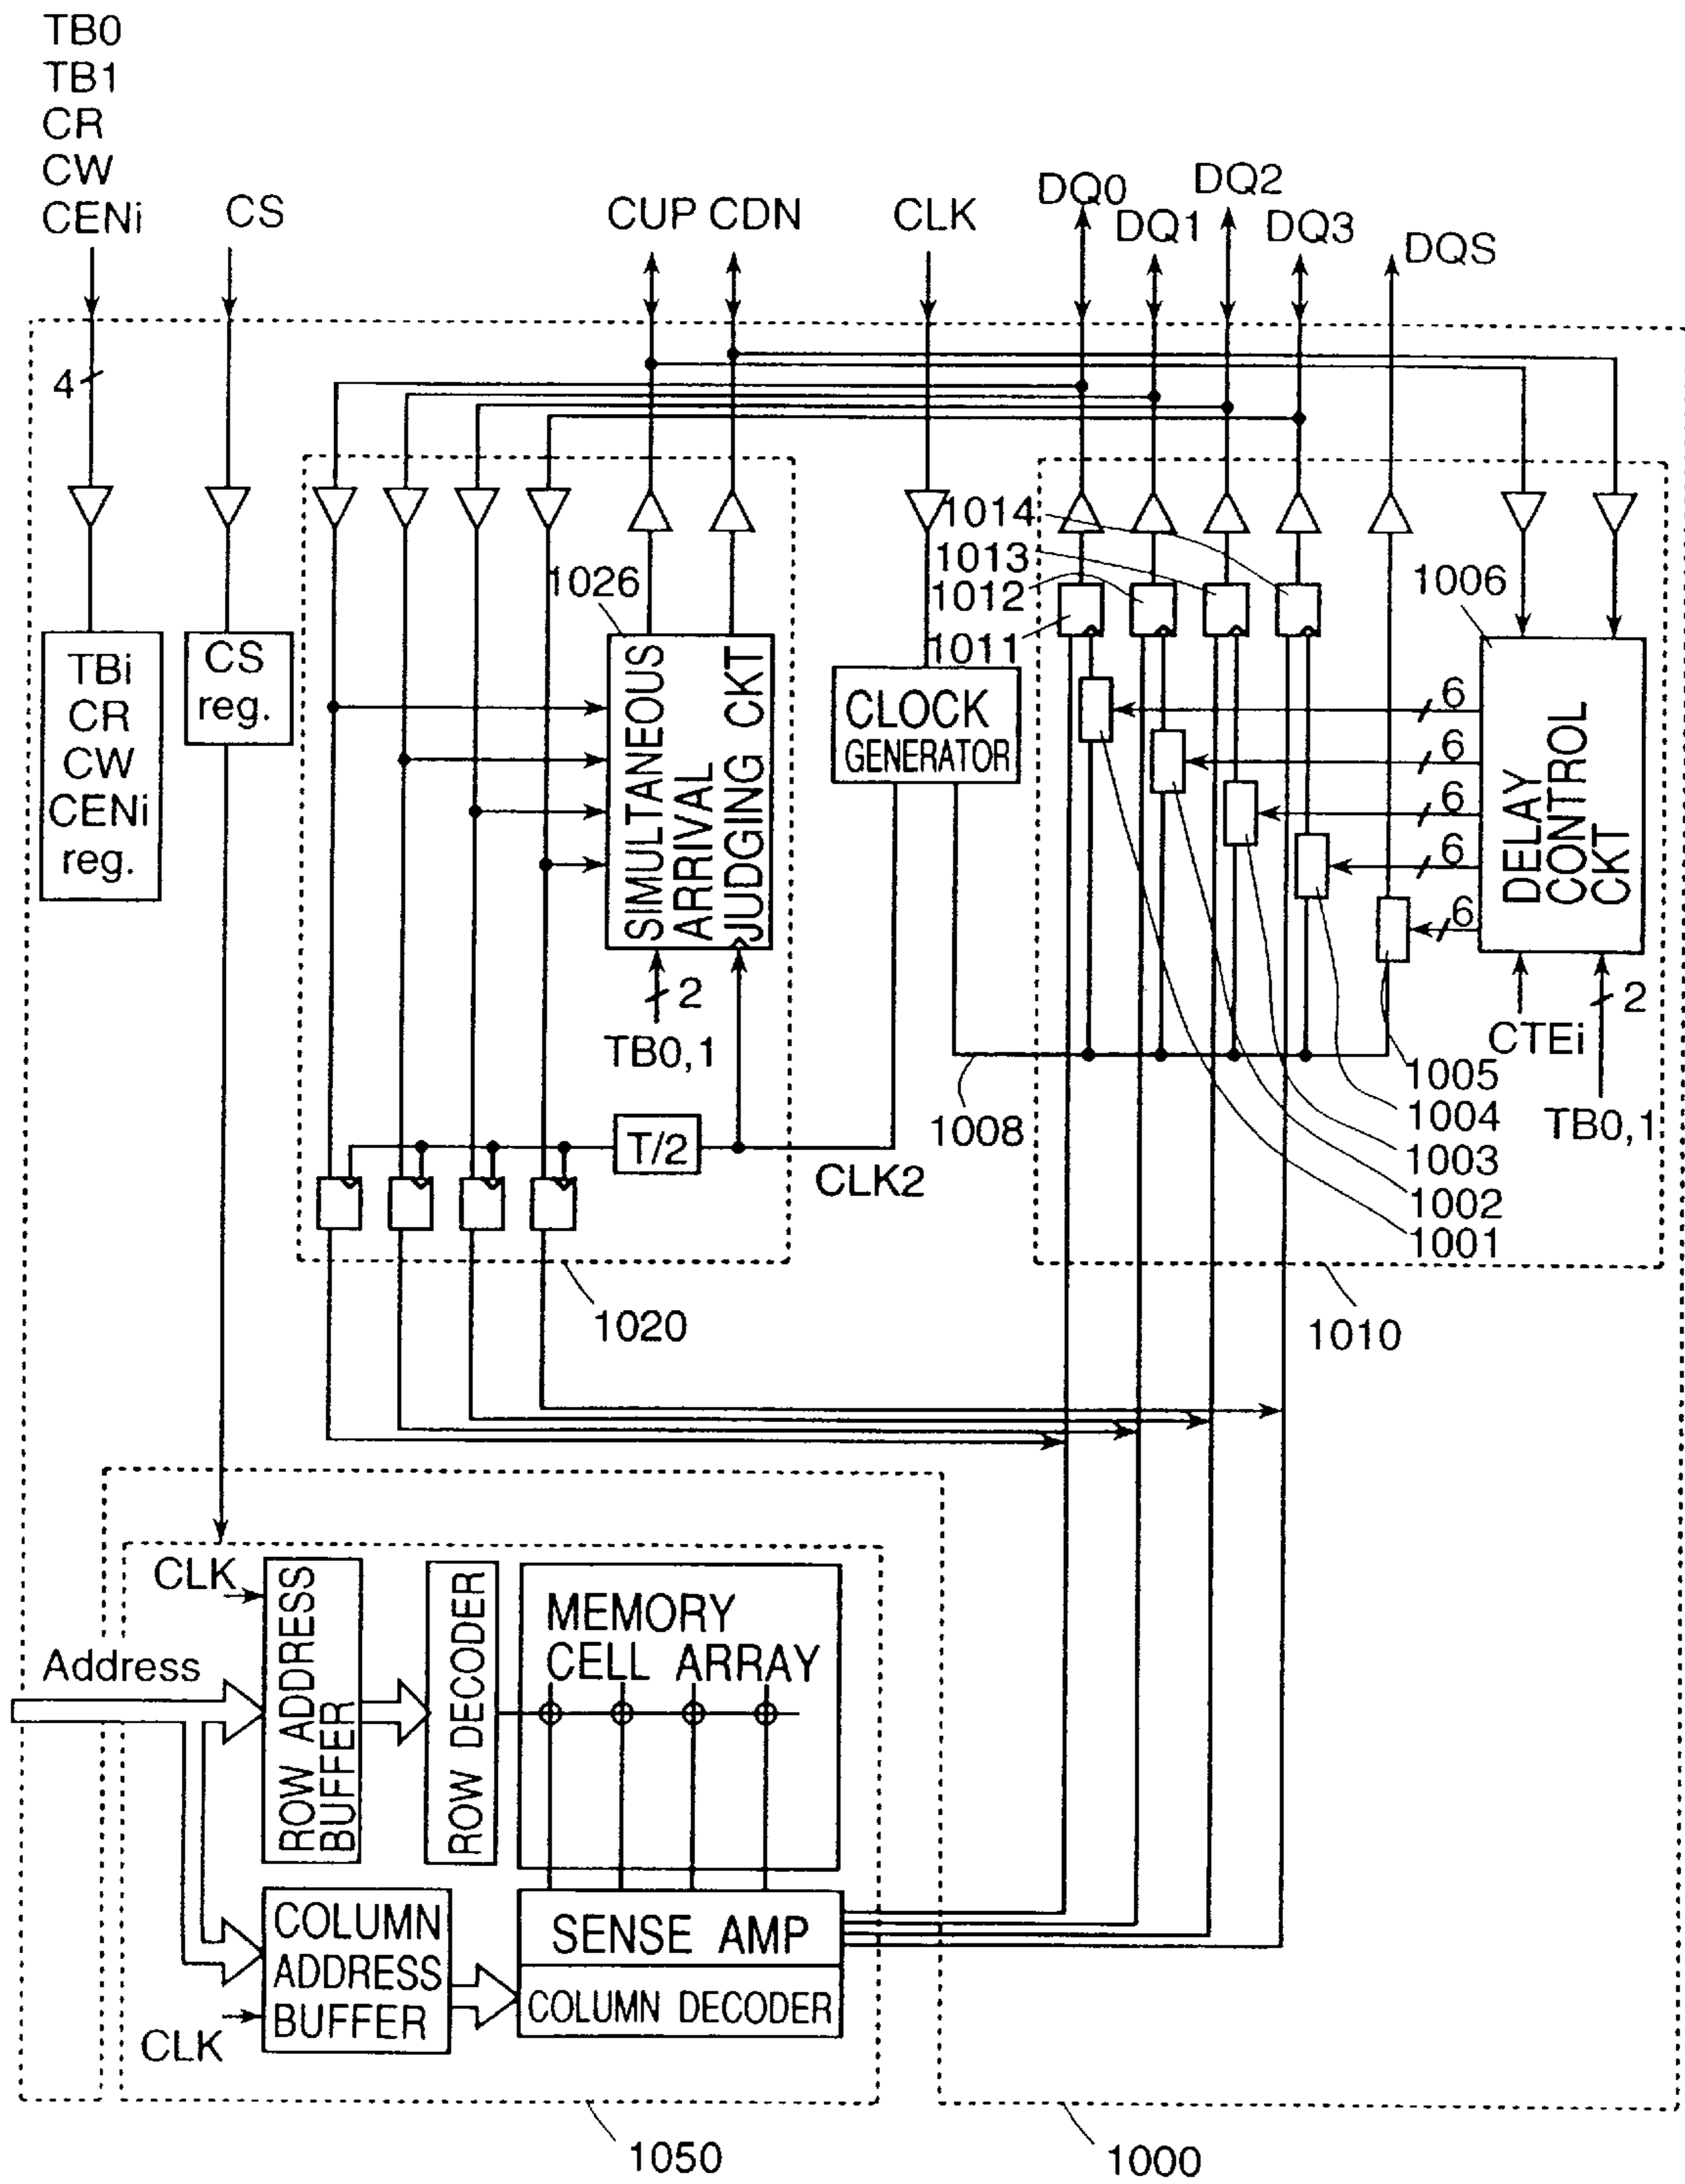 TB0
TB1
CR
CW
CENi
CS
CUP
CDN
CLK
DQ0
DQ1
DQ2
DQ3
DQS
4
1014
1013
1012
1011
1026
1006
TBi
CR
CW
CENi
reg.
CS
reg.
SIMULTANEOUS
ARRIVAL
JUDGING CKT
CLOCK
GENERATOR
6
6
6
6
6
DELAY
CONTROL
CKT
2
TB0,1
CTEi
2
TB0,1
1005
1004
1003
1002
1001
1008
T/2
CLK2
1020
1010
CLK
Address
ROW ADDRESS
BUFFER
ROW DECODER
MEMORY
CELL ARRAY
COLUMN
ADDRESS
BUFFER
CLK
SENSE AMP
COLUMN DECODER
1050
1000